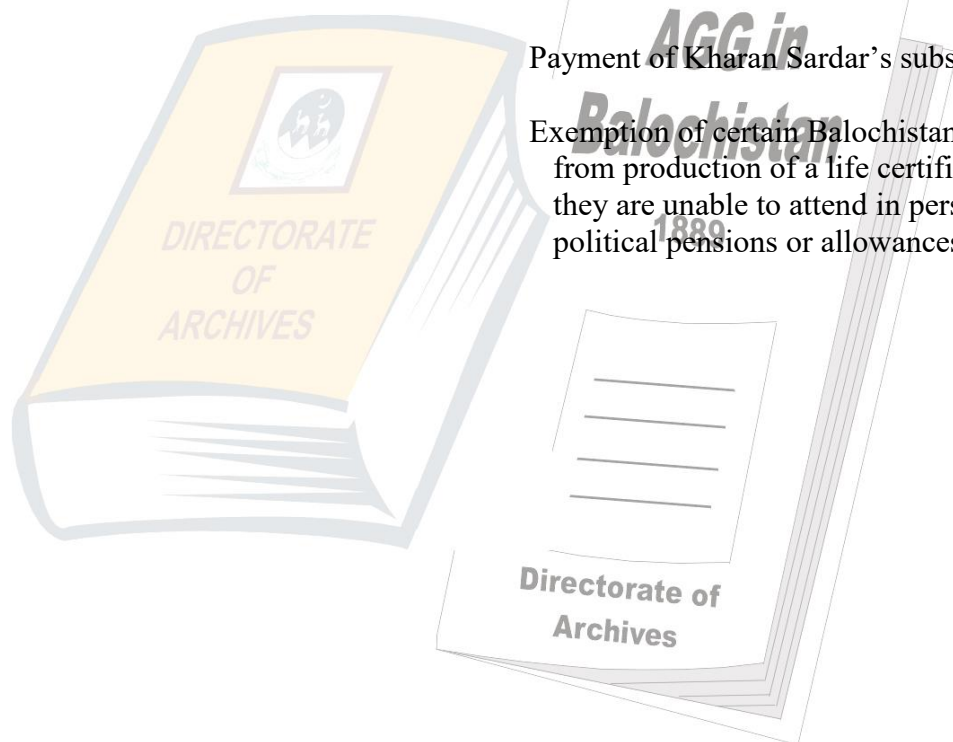 AGG in
Payment of Kharan Sardar's subs
Balochistan
Exemption of certain Balochistan
from production of a life certifi
they are unable to attend in pers
1889
political pensions or allowances
DIRECTORATE
OF
ARCHIVES
Directorate of
Archives